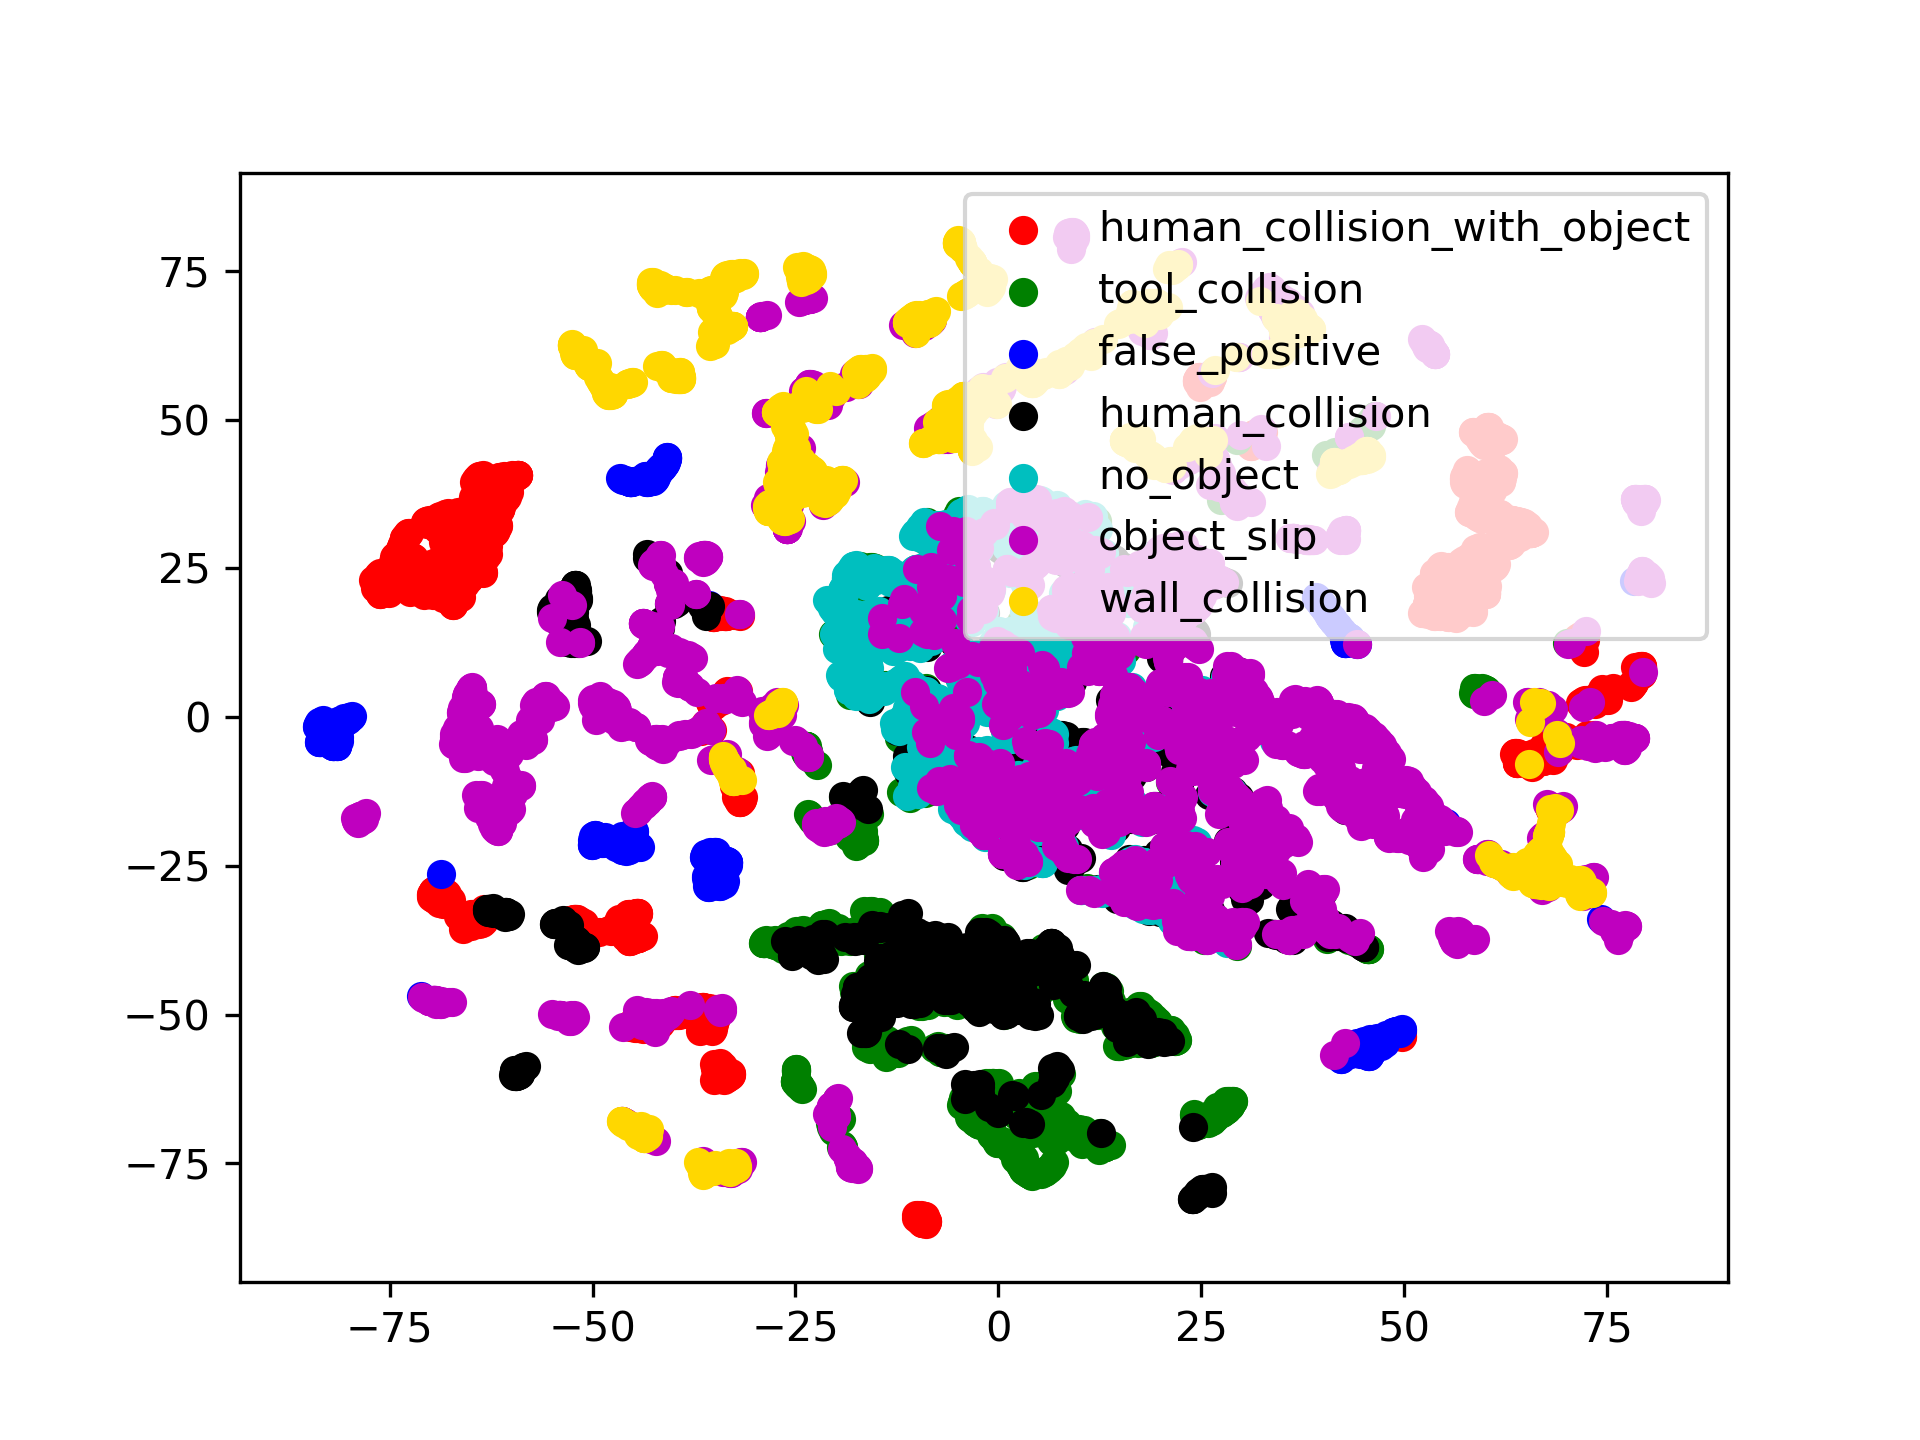 human_collision_with_object
tool_collision
false_positive
human_collision
no_object
object_slip
wall_collision
75
50
25
0
−25
−50
−75
−75 −50 −25 0 25 50 75